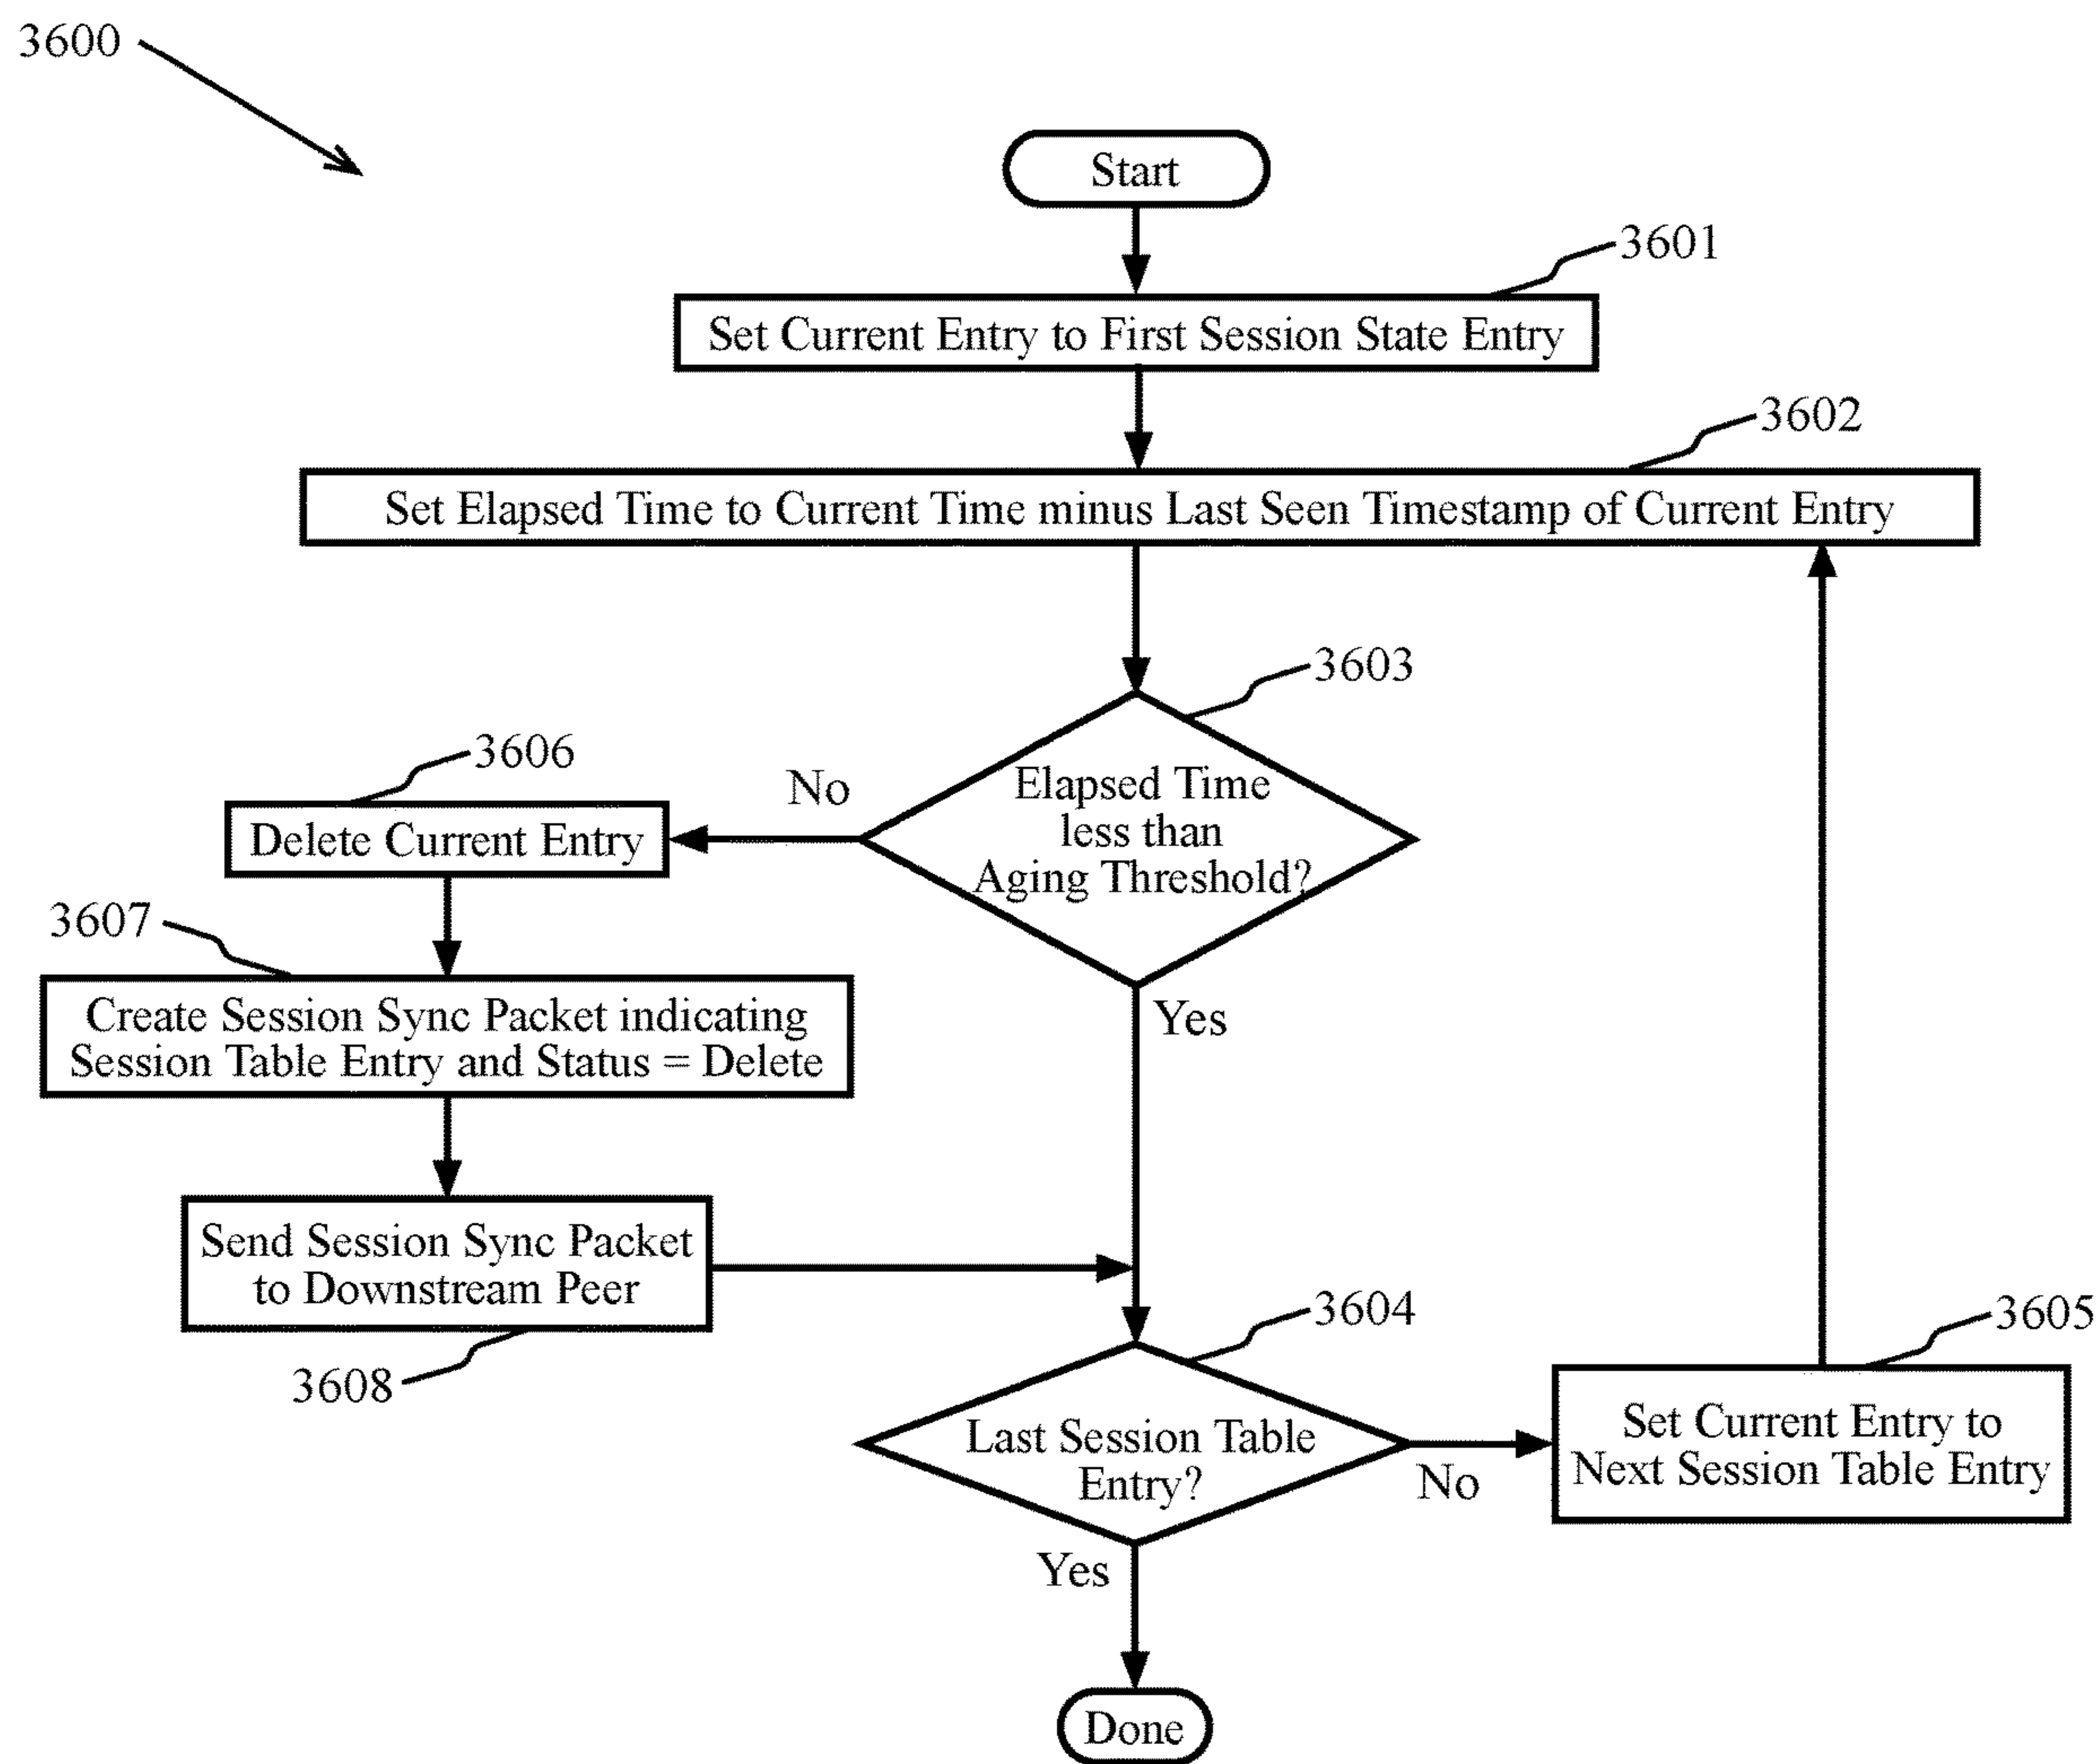 3600
Start
3601
Set Current Entry to First Session State Entry
3602
Set Elapsed Time to Current Time minus Last Seen Timestamp of Current Entry
3603
Elapsed Time
less than
Aging Threshold?
No
Yes
3606
Delete Current Entry
3607
Create Session Sync Packet indicating
Session Table Entry and Status = Delete
Send Session Sync Packet
to Downstream Peer
3608
3604
Last Session Table
Entry?
No
3605
Set Current Entry to
Next Session Table Entry
Yes
Done